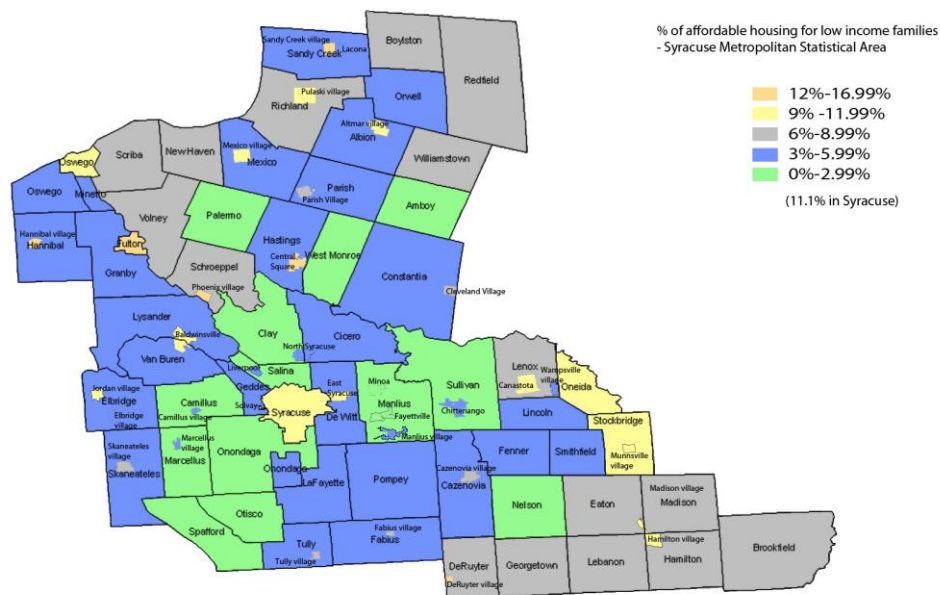 % of affordable housing for low income families
- Syracuse Metropolitan Statistical Area
12%-16.99%
9% -11.99%
6%-8.99%
3%-5.99%
0%-2.99%
(11.1% in Syracuse)
Boylston
Sandy Creek village
Lacona
Sandy Creek
Redfield
Pulaski village
Richland
Orwell
Altmar village
Albion
Scriba
New Haven
Mexico village
Mexico
Williamstown
Oswego
Oswego
Minetto
Parish
Parish Village
Amboy
Volney
Palermo
Hannibal village
Hannibal
Fulton
Hastings
Central
Square
West Monroe
Granby
Schroeppel
Constantia
Phoenix village
Cleveland Village
Lysander
Baldwinsville
Clay
Cicero
North Syracuse
Van Buren
Liverpool
Salina
Lenox
Wampsville
village
Oneida
Canastota
Jordan village
Elbridge
Elbridge
village
Geddes
Solvay
East
Syracuse
Minoa
Manlius
Sullivan
Camillus
Camillus village
Syracuse
De Witt
Fayettville
Manlius village
Chittenango
Lincoln
Stockbridge
Munnsville
village
Skaneateles
village
Skaneateles
Marcellus
village
Marcellus
Onondaga
Onondaga
LaFayette
Pompey
Cazenovia village
Cazenovia
Fenner
Smithfield
Otisco
Spafford
Nelson
Eaton
Madison village
Madison
Fabius village
Fabius
Tully
Tully village
Hamilton village
Hamilton
Brookfield
DeRuyter
DeRuyter village
Georgetown
Lebanon